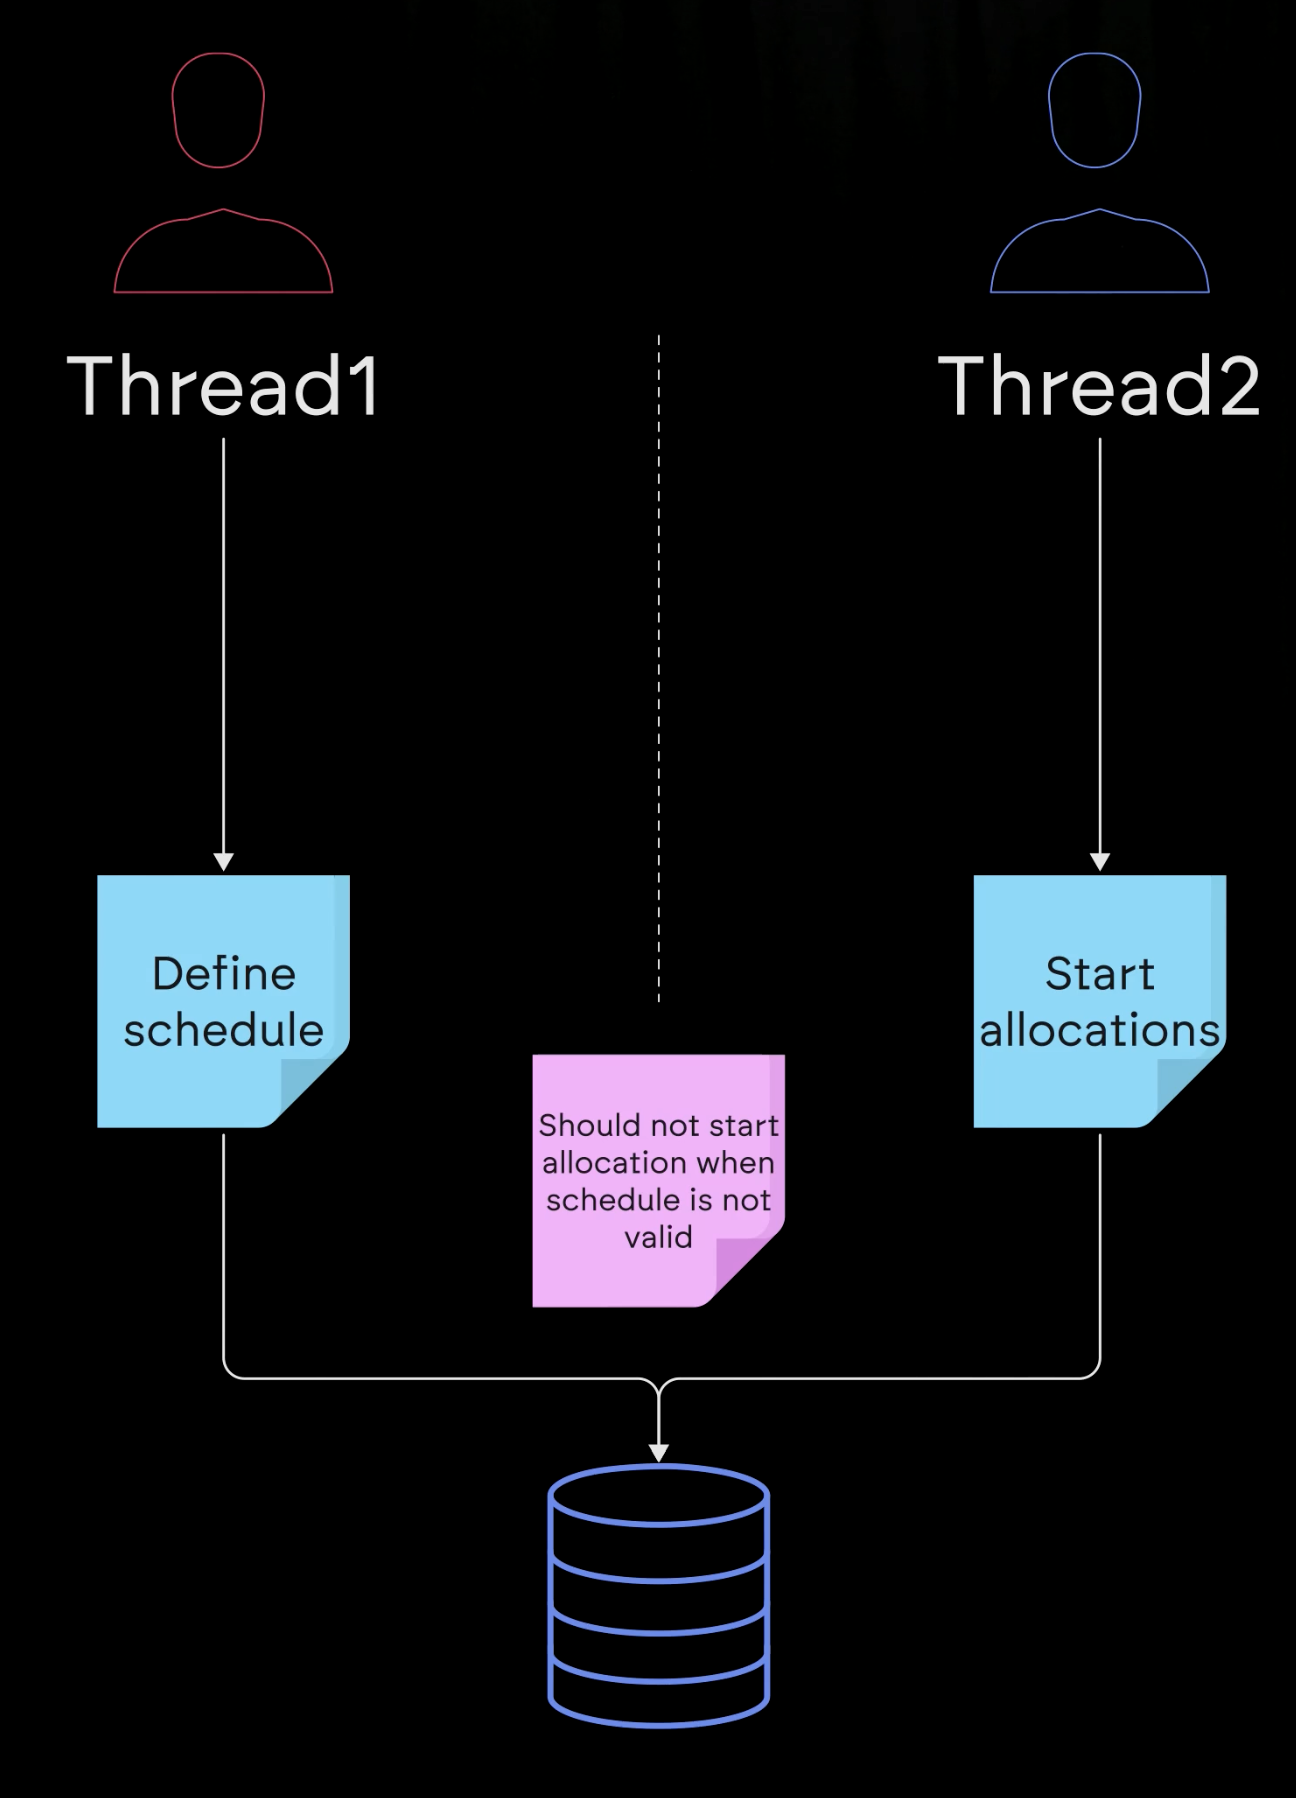 Thread1
Thread2
Define
schedule
Start
allocations
Should not start
allocation when
schedule is not
valid